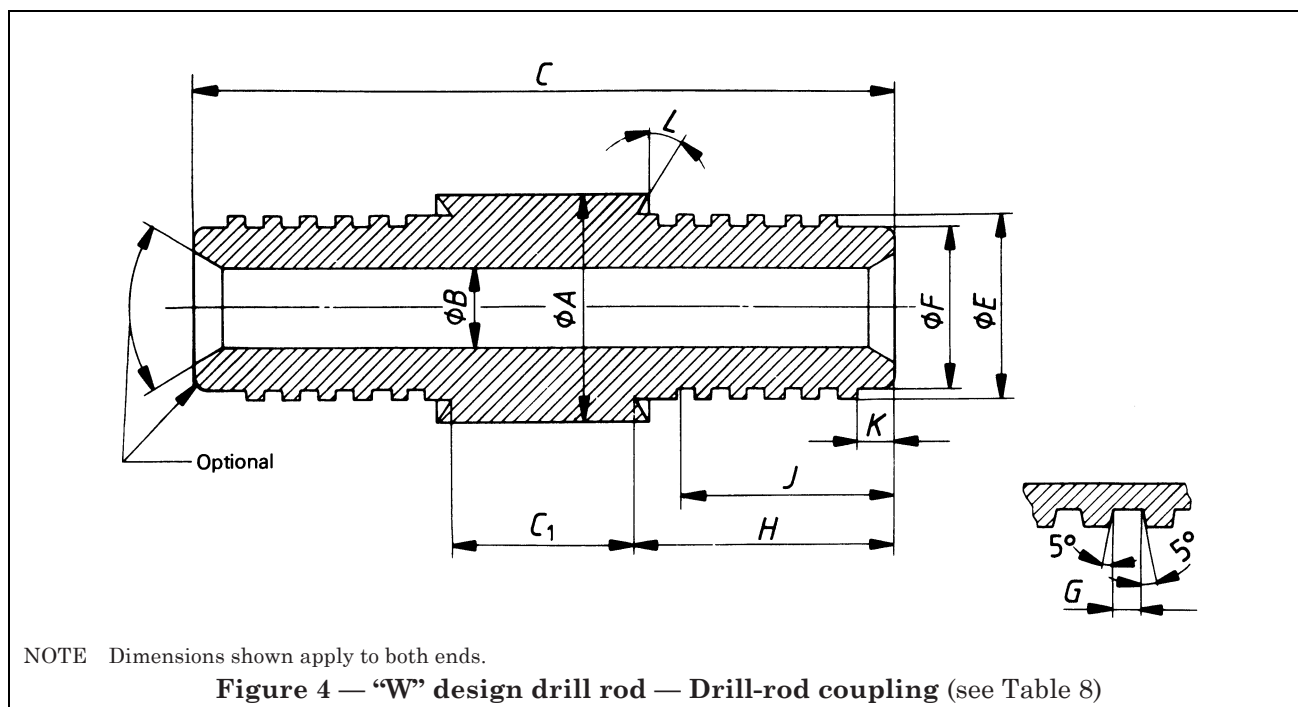 C
L
ϕB
ϕA
ϕF
ϕE
K
Optional
J
C₁
H
5°
5°
G
NOTE Dimensions shown apply to both ends.
Figure 4 — “W” design drill rod — Drill-rod coupling (see Table 8)